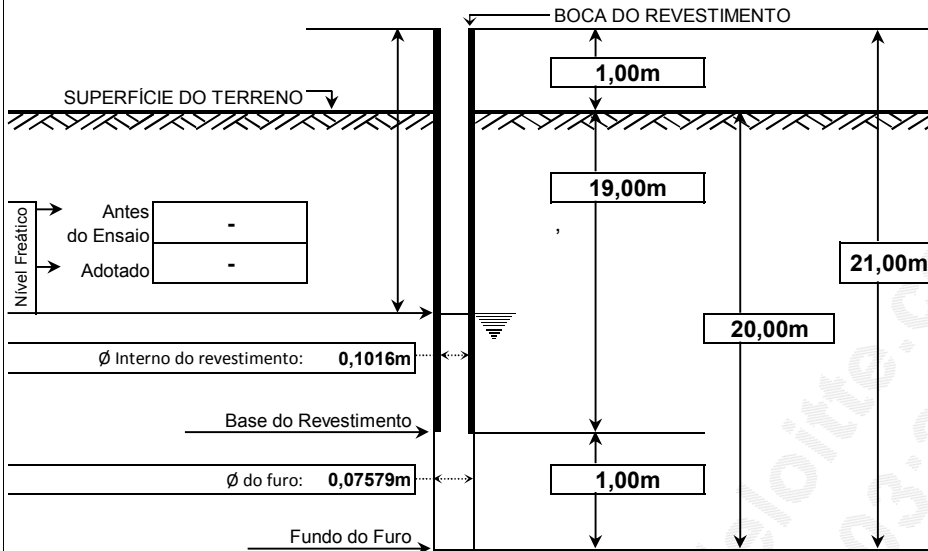 BOCA DO REVESTIMENTO
1,00m
SUPERFÍCIE DO TERRENO
19,00m
Nível Freático
Antes
do Ensaio
-
Adotado
-
,
21,00m
20,00m
Ø Interno do revestimento: 0,1016m
Base do Revestimento
Ø do furo: 0,07579m
1,00m
Fundo do Furo